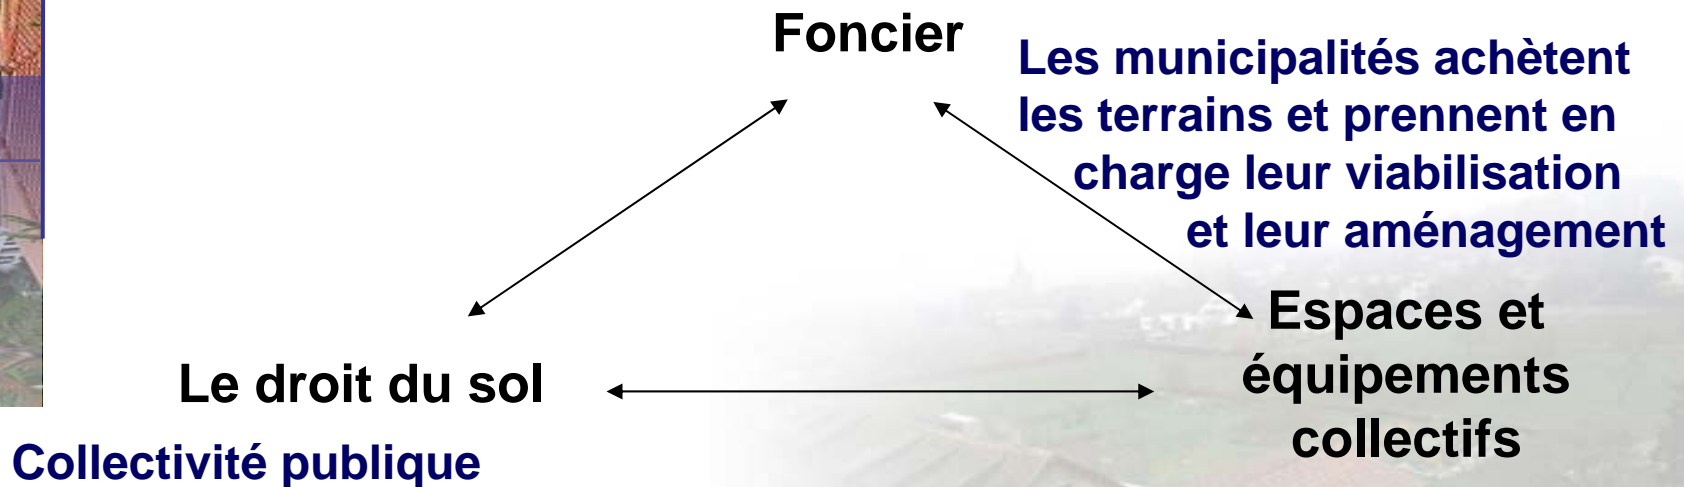 Foncier
Les municipalités achètent
les terrains et prennent en
charge leur viabilisation
et leur aménagement
Espaces et
équipements
collectifs
Le droit du sol
Collectivité publique